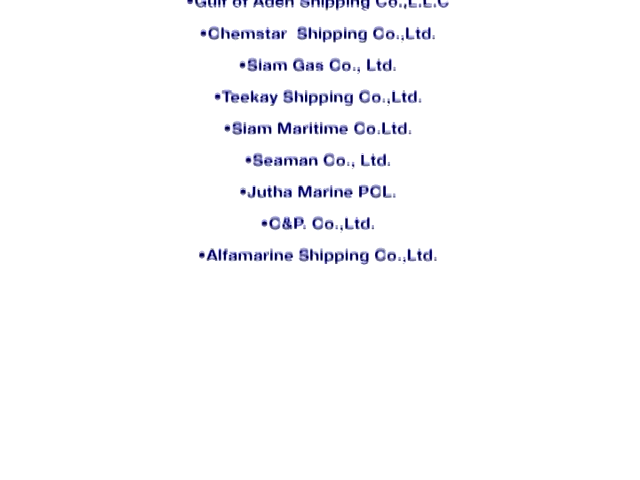 •Gulf of Aden Shipping Co.,L.L.C
•Chemstar  Shipping Co.,Ltd.
•Siam Gas Co., Ltd.
•Teekay Shipping Co.,Ltd.
•Siam Maritime Co.Ltd.
•Seaman Co., Ltd.
•Jutha Marine PCL.
•C&P. Co.,Ltd.
•Alfamarine Shipping Co.,Ltd.